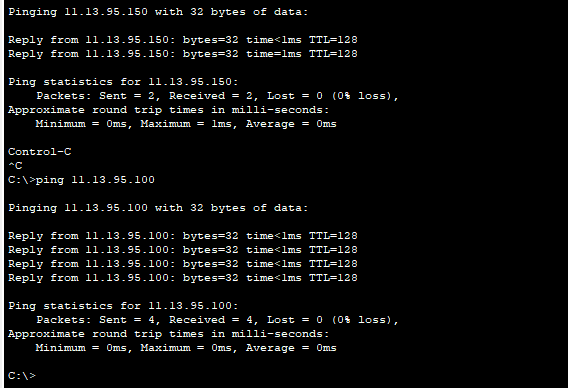 Pinging 11.13.95.150 with 32 bytes of data:
Reply from 11.13.95.150: bytes=32 time<1ms TTL=128
Reply from 11.13.95.150: bytes=32 time=1ms TTL=128
Ping statistics for 11.13.95.150:
Packets: Sent = 2, Received = 2, Lost = 0 (0% loss),
Approximate round trip times in milli-seconds:
Minimum = 0ms, Maximum = 1ms, Average = 0ms
Control-C
^C
C:\>ping 11.13.95.100
Pinging 11.13.95.100 with 32 bytes of data:
Reply from 11.13.95.100: bytes=32 time<1ms TTL=128
Reply from 11.13.95.100: bytes=32 time<1ms TTL=128
Reply from 11.13.95.100: bytes=32 time<1ms TTL=128
Reply from 11.13.95.100: bytes=32 time<1ms TTL=128
Ping statistics for 11.13.95.100:
Packets: Sent = 4, Received = 4, Lost = 0 (0% loss),
Approximate round trip times in milli-seconds:
Minimum = 0ms, Maximum = 0ms, Average = 0ms
C:\>